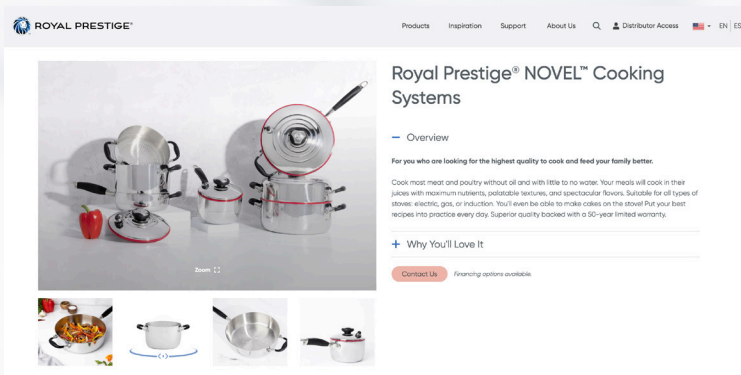 ROYAL PRESTIGE®
Products Inspiration Support About Us Distributor Access EN ES
Royal Prestige® NOVEL™ Cooking
Systems
Overview
For you who are looking for the highest quality to cook and feed your family better.
Cook most meat and poultry without oil and with little to no water. Your meals will cook in their
juices with maximum nutrients, palatable textures, and spectacular flavors. Suitable for all types of
stoves: electric, gas, or induction. You'll even be able to make cakes on the stove! Put your best
recipes into practice every day. Superior quality backed with a 50-year limited warranty.
Why You'll Love It
Contact Us Financing options available.
Zoom